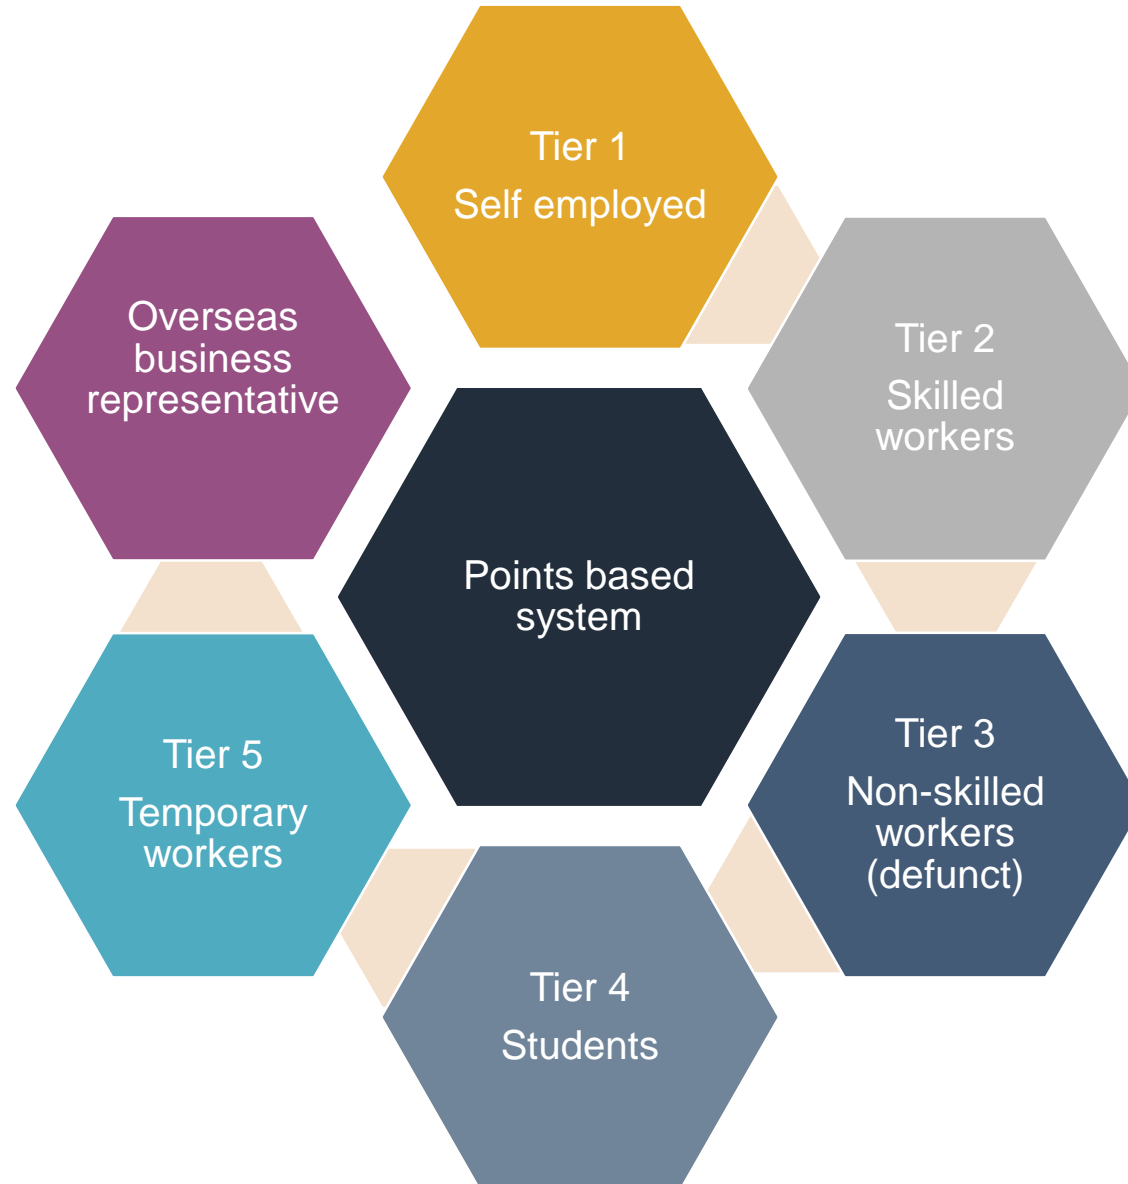 Tier 1
Self employed
Overseas
business
representative
Tier 2
Skilled
workers
Points based
system
Tier 3
Non-skilled
workers
(defunct)
Tier 5
Temporary
workers
Tier 4
Students